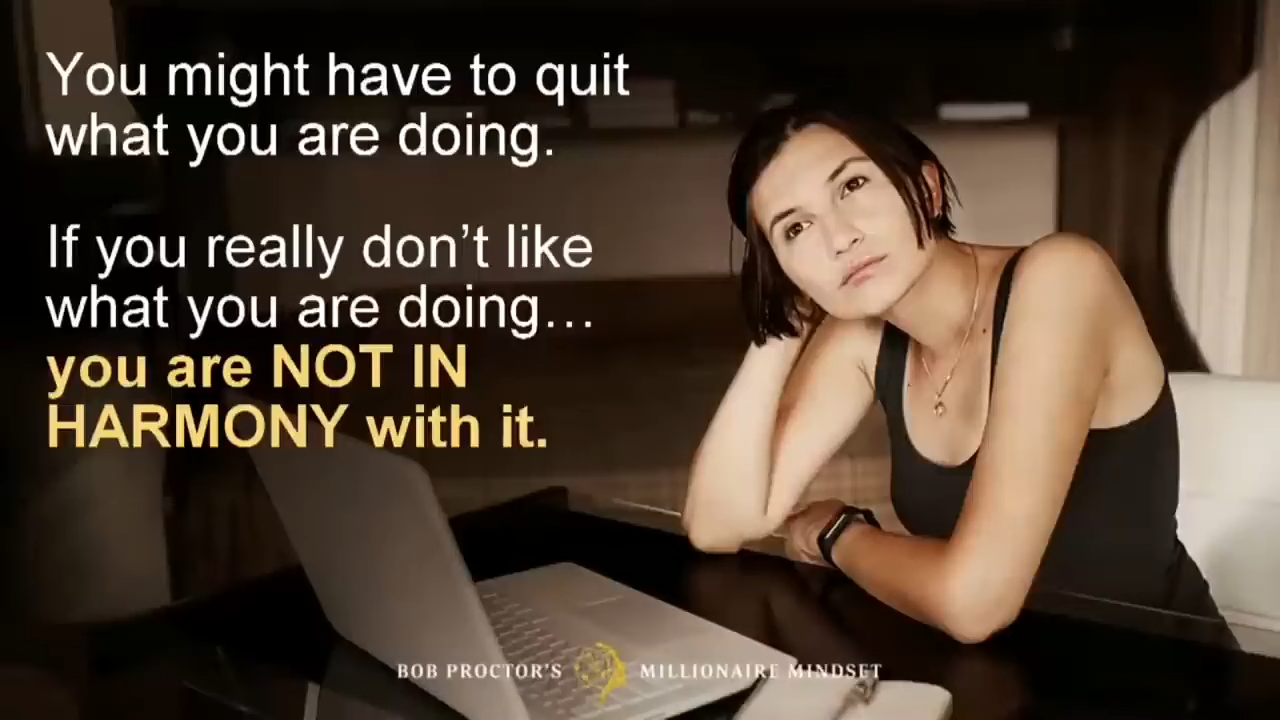 You might have to quit
what you are doing.
If you really don’t like
what you are doing…
you are NOT IN
HARMONY with it.
BOB PROCTOR'S MILLIONAIRE MINDSET